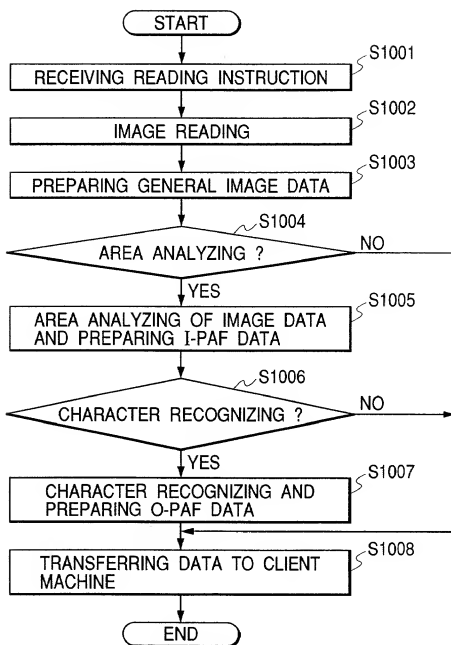 START
S1001
RECEIVING READING INSTRUCTION
S1002
IMAGE READING
S1003
PREPARING GENERAL IMAGE DATA
S1004
AREA ANALYZING ?
NO
YES
S1005
AREA ANALYZING OF IMAGE DATA
AND PREPARING I-PAF DATA
S1006
CHARACTER RECOGNIZING ?
NO
YES
S1007
CHARACTER RECOGNIZING AND
PREPARING O-PAF DATA
S1008
TRANSFERRING DATA TO CLIENT
MACHINE
END